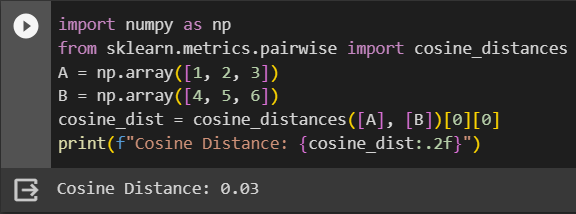 import numpy as np
from sklearn.metrics.pairwise import cosine_distances
A = np.array([1, 2, 3])
B = np.array([4, 5, 6])
cosine_dist = cosine_distances([A], [B])[0][0]
print(f"Cosine Distance: {cosine_dist:.2f}")
Cosine Distance: 0.03